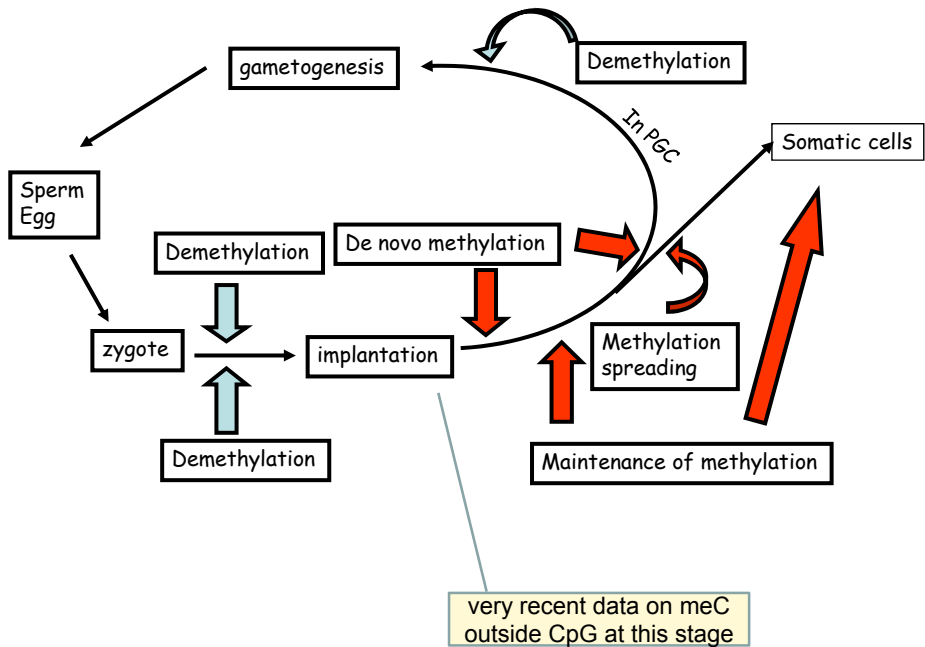 gametogenesis
Demethylation
In PGC
Somatic cells
Sperm
Egg
De novo methylation
Demethylation
zygote
implantation
Methylation
spreading
Demethylation
Maintenance of methylation
very recent data on meC
outside CpG at this stage